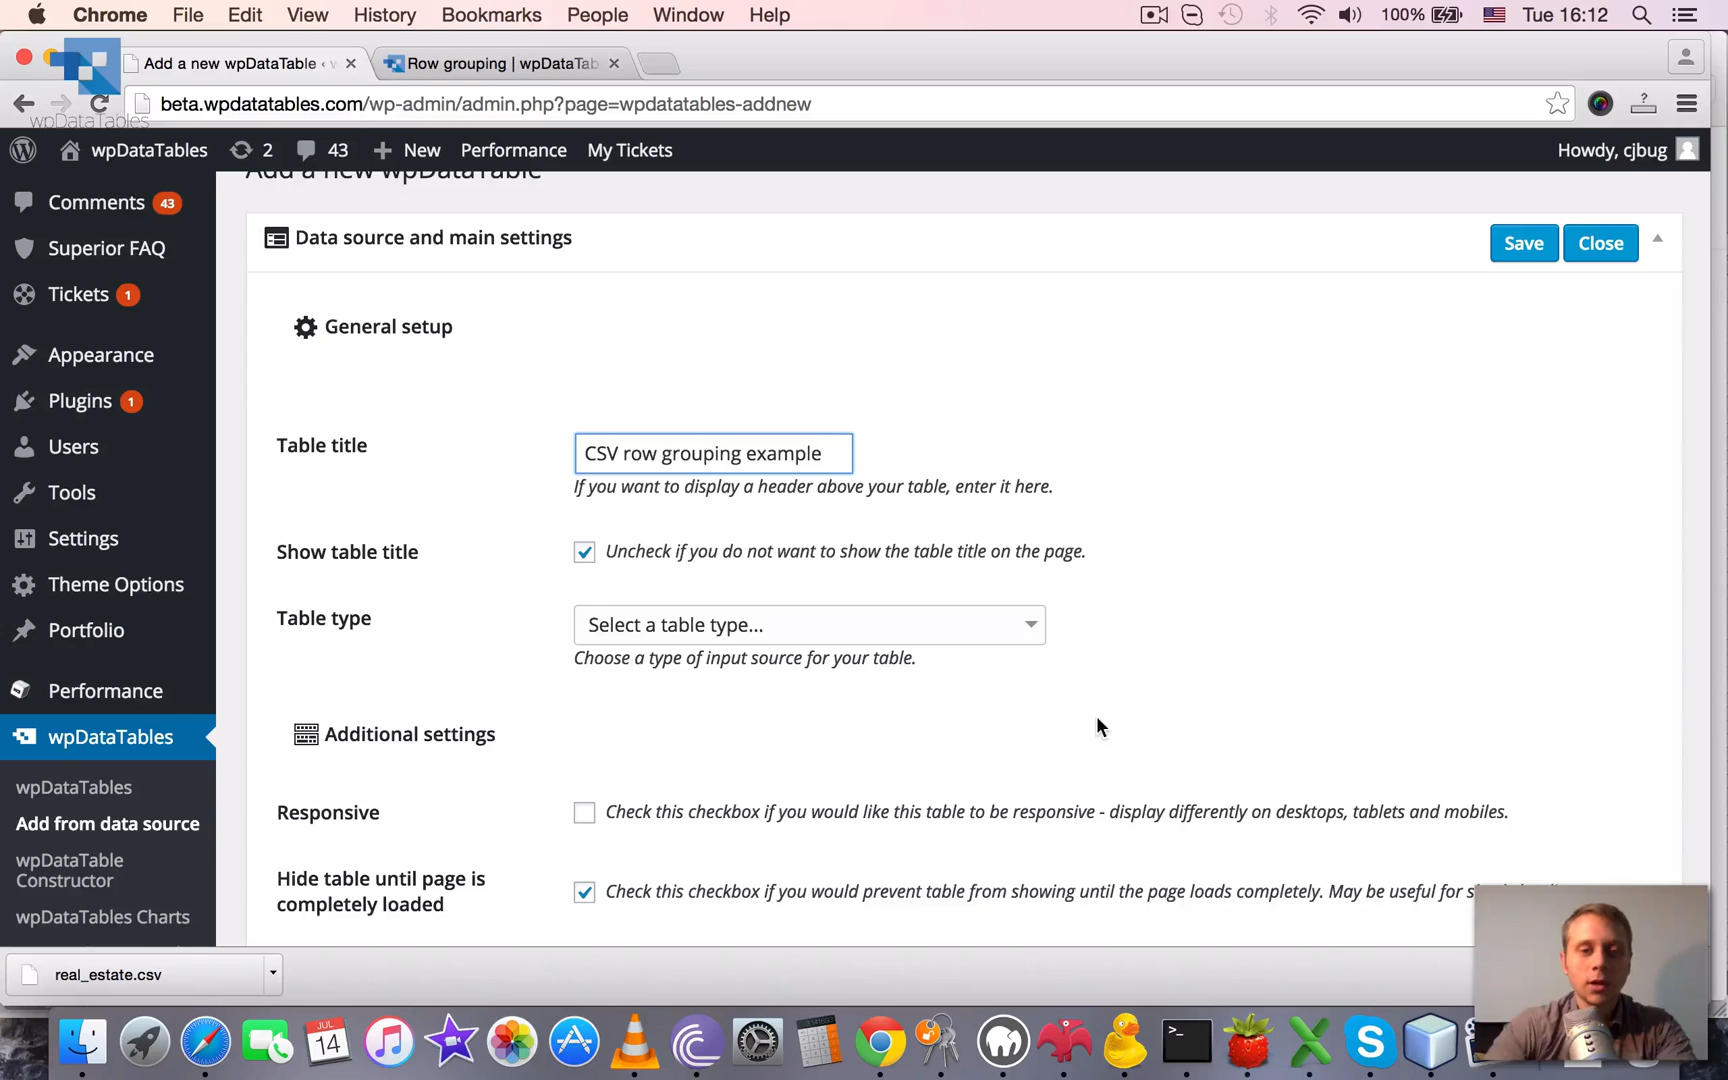 Chrome File Edit View History Bookmarks People Window Help 100% Tue 16:12
Add a new wpDataTable ‹ w Row grouping | wpDataTab
beta.wpdatatables.com/wp-admin/admin.php?page=wpdatatables-addnew
wpDataTables
wpDataTables 2 43 New Performance My Tickets Howdy, cjbug
Add a new wpDataTable
Comments 43
Superior FAQ
Tickets 1
Appearance
Plugins 1
Users
Tools
Settings
Theme Options
Portfolio
Performance
wpDataTables
wpDataTables
Add from data source
wpDataTable
Constructor
wpDataTables Charts
Data source and main settings
Save Close
General setup
Table title
CSV row grouping example
If you want to display a header above your table, enter it here.
Show table title
Uncheck if you do not want to show the table title on the page.
Table type
Select a table type...
Choose a type of input source for your table.
Additional settings
Responsive
Check this checkbox if you would like this table to be responsive - display differently on desktops, tablets and mobiles.
Hide table until page is
completely loaded
Check this checkbox if you would prevent table from showing until the page loads completely. May be useful for
real_estate.csv
JUL
14